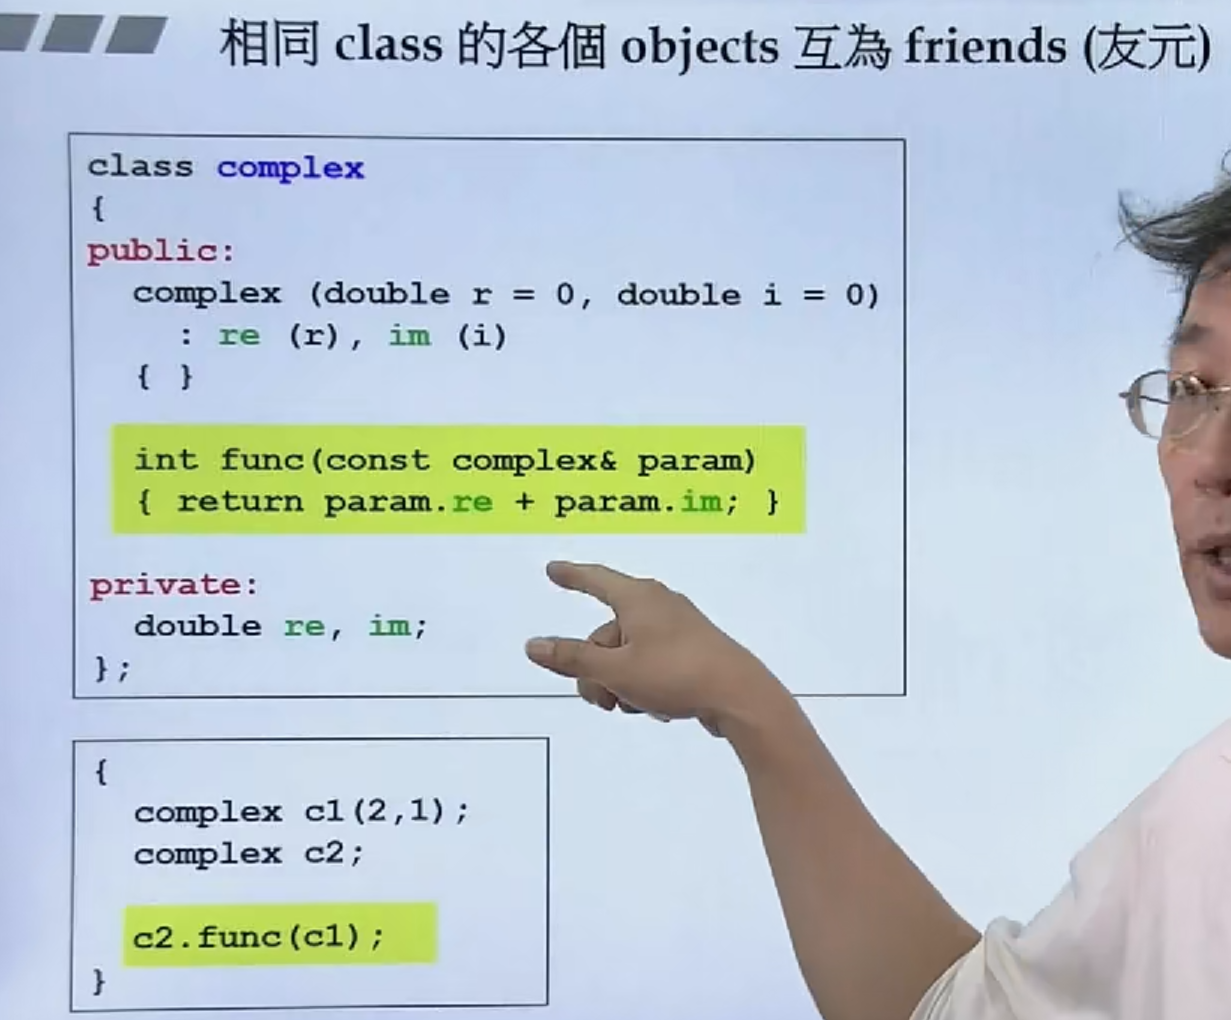 相同 class 的各個 objects 互為 friends (友元)
class complex
{
public:
complex (double r = 0, double i = 0)
: re (r), im (i)
{ }
int func(const complex& param)
{ return param.re + param.im; }
private:
double re, im;
};
{
complex c1(2,1);
complex c2;
c2.func(c1);
}